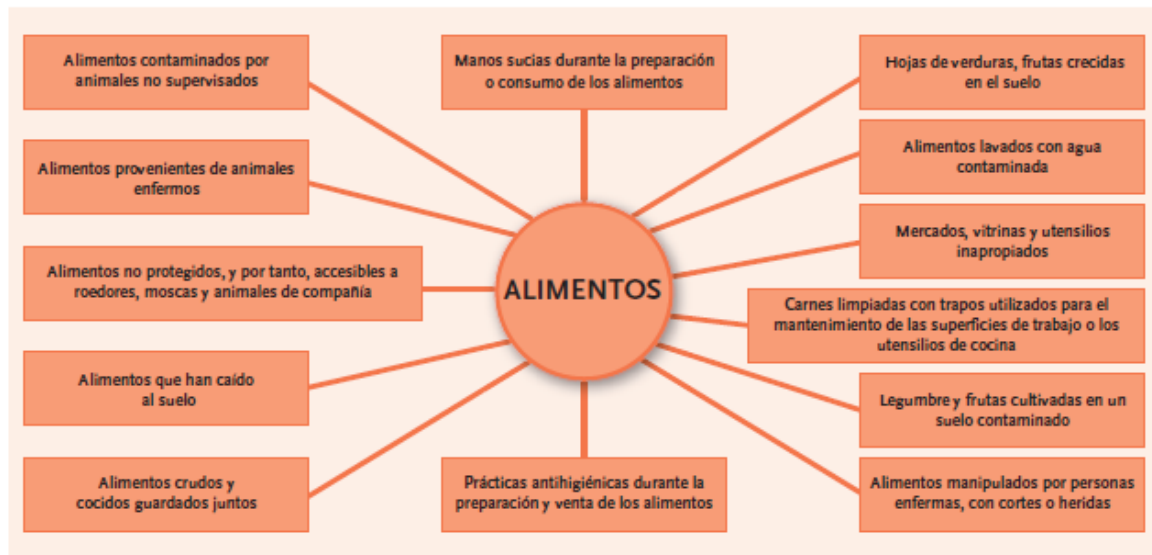 Alimentos contaminados por
animales no supervisados
Alimentos provenientes de animales
enfermos
Alimentos no protegidos, y por tanto, accesibles a
roedores, moscas y animales de compañía
Alimentos que han caído
al suelo
Alimentos crudos y
cocidos guardados juntos
Manos sucias durante la preparación
o consumo de los alimentos
ALIMENTOS
Prácticas antihigiénicas durante la
preparación y venta de los alimentos
Hojas de verduras, frutas crecidas
en el suelo
Alimentos lavados con agua
contaminada
Mercados, vitrinas y utensilios
inapropiados
Carnes limpiadas con trapos utilizados para el
mantenimiento de las superficies de trabajo o los
utensilios de cocina
Legumbre y frutas cultivadas en un
suelo contaminado
Alimentos manipulados por personas
enfermas, con cortes o heridas